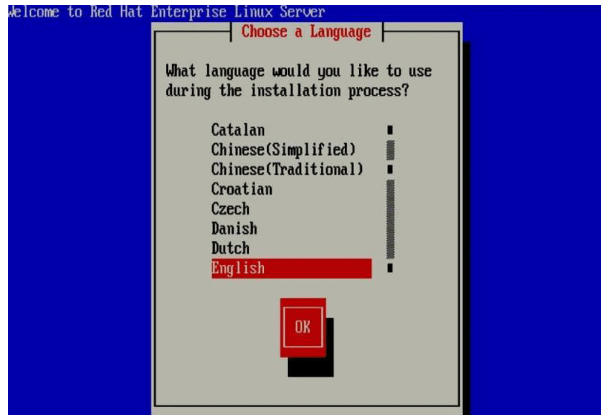 Welcome to Red Hat Enterprise Linux Server
Choose a Language
What language would you like to use
during the installation process?
Catalan
Chinese(Simplified)
Chinese(Traditional)
Croatian
Czech
Danish
Dutch
English
OK